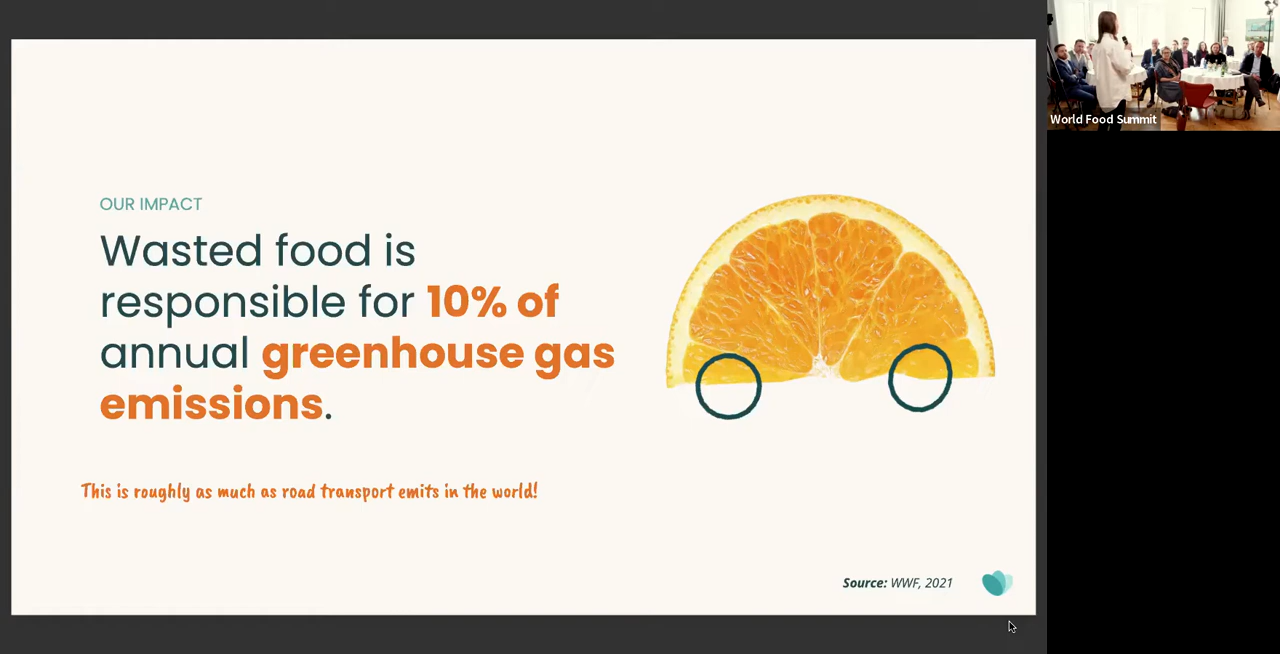 OUR IMPACT
Wasted food is
responsible for 10% of
annual greenhouse gas
emissions.
This is roughly as much as road transport emits in the world!
Source: WWF, 2021
World Food Summit